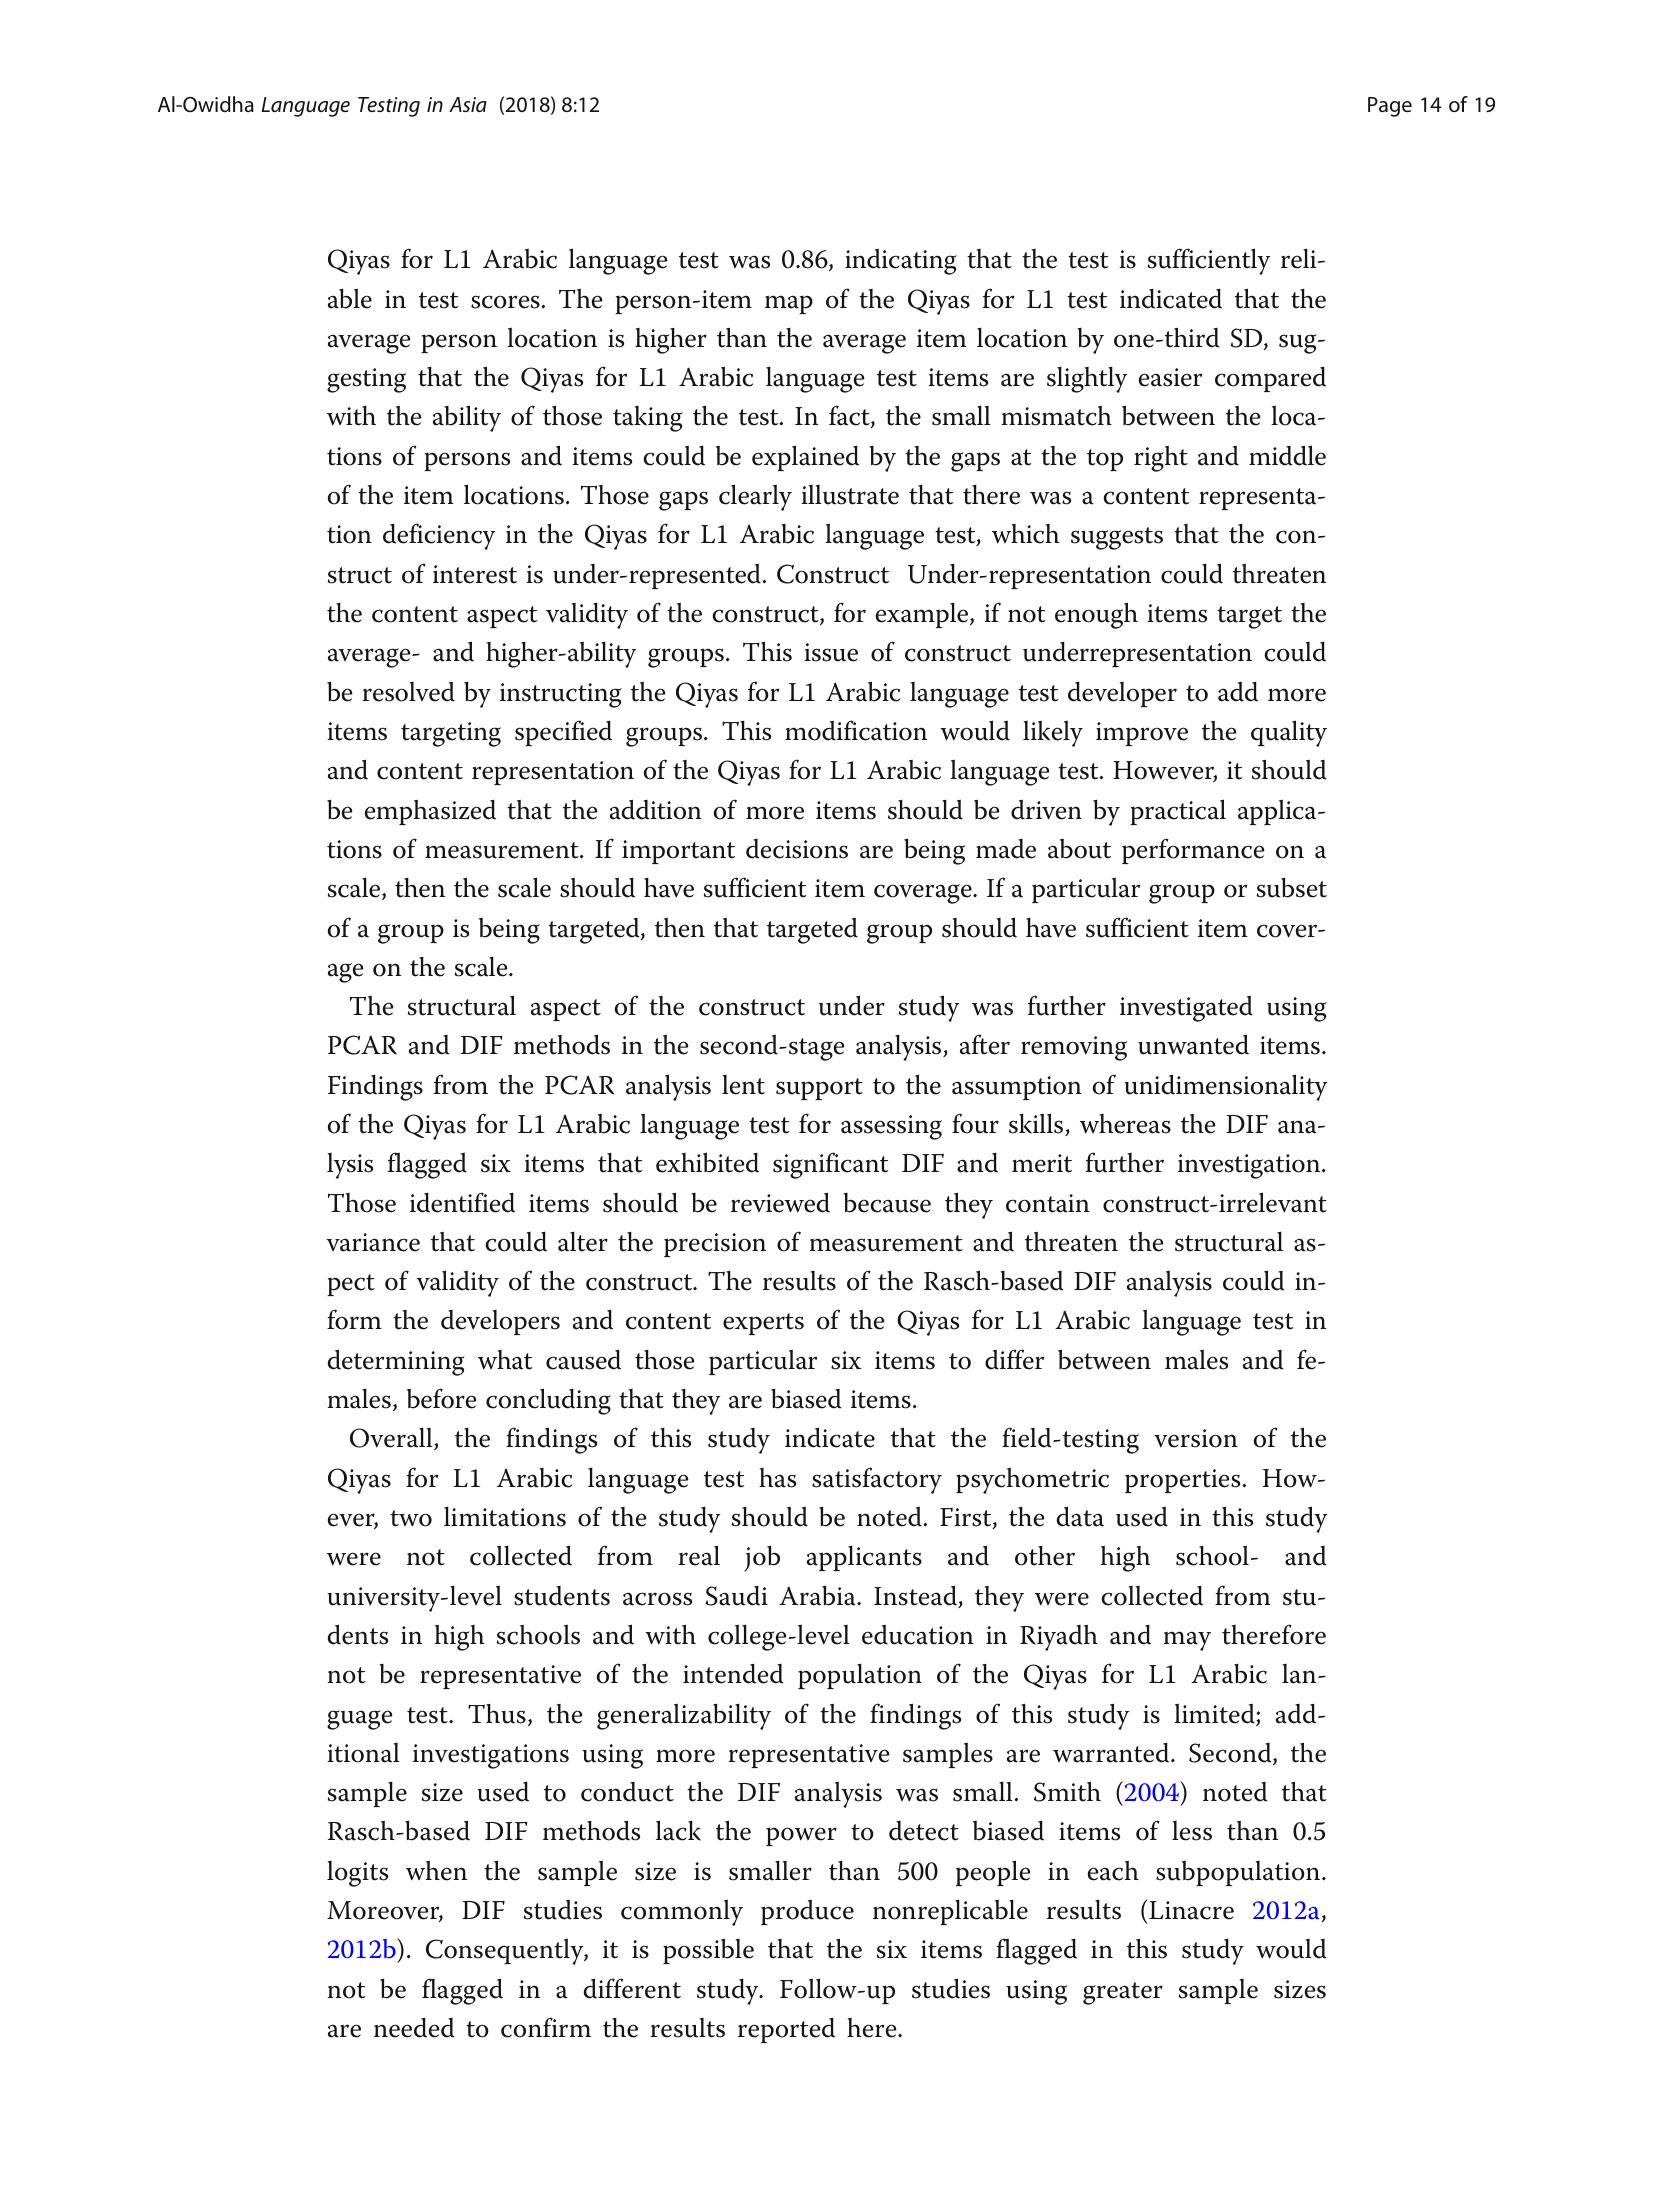 Al-Owidha Language Testing in Asia (2018) 8:12
Page 14 of 19
Qiyas for L1 Arabic language test was 0.86, indicating that the test is sufficiently reli-
able in test scores. The person-item map of the Qiyas for L1 test indicated that the
average person location is higher than the average item location by one-third SD, sug-
gesting that the Qiyas for L1 Arabic language test items are slightly easier compared
with the ability of those taking the test. In fact, the small mismatch between the loca-
tions of persons and items could be explained by the gaps at the top right and middle
of the item locations. Those gaps clearly illustrate that there was a content representa-
tion deficiency in the Qiyas for L1 Arabic language test, which suggests that the con-
struct of interest is under-represented. Construct Under-representation could threaten
the content aspect validity of the construct, for example, if not enough items target the
average- and higher-ability groups. This issue of construct underrepresentation could
be resolved by instructing the Qiyas for L1 Arabic language test developer to add more
items targeting specified groups. This modification would likely improve the quality
and content representation of the Qiyas for L1 Arabic language test. However, it should
be emphasized that the addition of more items should be driven by practical applica-
tions of measurement. If important decisions are being made about performance on a
scale, then the scale should have sufficient item coverage. If a particular group or subset
of a group is being targeted, then that targeted group should have sufficient item cover-
age on the scale.
The structural aspect of the construct under study was further investigated using
PCAR and DIF methods in the second-stage analysis, after removing unwanted items.
Findings from the PCAR analysis lent support to the assumption of unidimensionality
of the Qiyas for L1 Arabic language test for assessing four skills, whereas the DIF ana-
lysis flagged six items that exhibited significant DIF and merit further investigation.
Those identified items should be reviewed because they contain construct-irrelevant
variance that could alter the precision of measurement and threaten the structural as-
pect of validity of the construct. The results of the Rasch-based DIF analysis could in-
form the developers and content experts of the Qiyas for L1 Arabic language test in
determining what caused those particular six items to differ between males and fe-
males, before concluding that they are biased items.
Overall, the findings of this study indicate that the field-testing version of the
Qiyas for L1 Arabic language test has satisfactory psychometric properties. How-
ever, two limitations of the study should be noted. First, the data used in this study
were not collected from real job applicants and other high school- and
university-level students across Saudi Arabia. Instead, they were collected from stu-
dents in high schools and with college-level education in Riyadh and may therefore
not be representative of the intended population of the Qiyas for L1 Arabic lan-
guage test. Thus, the generalizability of the findings of this study is limited; add-
itional investigations using more representative samples are warranted. Second, the
sample size used to conduct the DIF analysis was small. Smith (2004) noted that
Rasch-based DIF methods lack the power to detect biased items of less than 0.5
logits when the sample size is smaller than 500 people in each subpopulation.
Moreover, DIF studies commonly produce nonreplicable results (Linacre 2012a,
2012b). Consequently, it is possible that the six items flagged in this study would
not be flagged in a different study. Follow-up studies using greater sample sizes
are needed to confirm the results reported here.